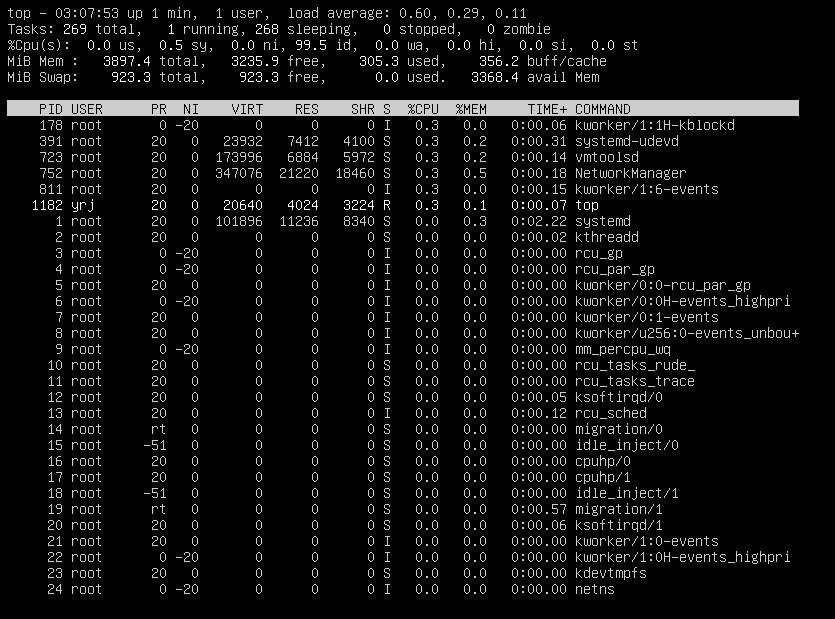 top - 03:07:53 up 1 min,  1 user,  load average: 0.60, 0.29, 0.11
Tasks: 269 total,   1 running, 268 sleeping,   0 stopped,   0 zombie
%Cpu(s):  0.0 us,  0.5 sy,  0.0 ni, 99.5 id,  0.0 wa,  0.0 hi,  0.0 si,  0.0 st
MiB Mem :   3897.4 total,   3235.9 free,    305.3 used,    356.2 buff/cache
MiB Swap:    923.3 total,    923.3 free,      0.0 used.   3368.4 avail Mem
PID USER      PR  NI    VIRT    RES    SHR S  %CPU  %MEM     TIME+ COMMAND
178 root       0 -20       0      0      0 I   0.3   0.0   0:00.06 kworker/1:1H-kblockd
391 root      20   0   23932   7412   4100 S   0.3   0.2   0:00.31 systemd-udevd
723 root      20   0  173996   6884   5972 S   0.3   0.2   0:00.14 vmtoolsd
752 root      20   0  347076  21220  18460 S   0.3   0.5   0:00.18 NetworkManager
811 root      20   0       0      0      0 I   0.3   0.0   0:00.15 kworker/1:6-events
1182 yrj       20   0   20640   4024   3224 R   0.3   0.1   0:00.07 top
1 root      20   0  101896  11236   8340 S   0.0   0.3   0:02.22 systemd
2 root      20   0       0      0      0 S   0.0   0.0   0:00.02 kthreadd
3 root       0 -20       0      0      0 I   0.0   0.0   0:00.00 rcu_gp
4 root       0 -20       0      0      0 I   0.0   0.0   0:00.00 rcu_par_gp
5 root      20   0       0      0      0 I   0.0   0.0   0:00.00 kworker/0:0-rcu_par_gp
6 root       0 -20       0      0      0 I   0.0   0.0   0:00.00 kworker/0:0H-events_highpri
7 root      20   0       0      0      0 I   0.0   0.0   0:00.00 kworker/0:1-events
8 root      20   0       0      0      0 I   0.0   0.0   0:00.00 kworker/u256:0-events_unbou+
9 root       0 -20       0      0      0 I   0.0   0.0   0:00.00 mm_percpu_wq
10 root      20   0       0      0      0 S   0.0   0.0   0:00.00 rcu_tasks_rude_
11 root      20   0       0      0      0 S   0.0   0.0   0:00.00 rcu_tasks_trace
12 root      20   0       0      0      0 S   0.0   0.0   0:00.05 ksoftirqd/0
13 root      20   0       0      0      0 I   0.0   0.0   0:00.12 rcu_sched
14 root      rt   0       0      0      0 S   0.0   0.0   0:00.00 migration/0
15 root     -51   0       0      0      0 S   0.0   0.0   0:00.00 idle_inject/0
16 root      20   0       0      0      0 S   0.0   0.0   0:00.00 cpuhp/0
17 root      20   0       0      0      0 S   0.0   0.0   0:00.00 cpuhp/1
18 root     -51   0       0      0      0 S   0.0   0.0   0:00.00 idle_inject/1
19 root      rt   0       0      0      0 S   0.0   0.0   0:00.57 migration/1
20 root      20   0       0      0      0 S   0.0   0.0   0:00.06 ksoftirqd/1
21 root      20   0       0      0      0 I   0.0   0.0   0:00.00 kworker/1:0-events
22 root       0 -20       0      0      0 I   0.0   0.0   0:00.00 kworker/1:0H-events_highpri
23 root      20   0       0      0      0 S   0.0   0.0   0:00.00 kdevtmpfs
24 root       0 -20       0      0      0 I   0.0   0.0   0:00.00 netns